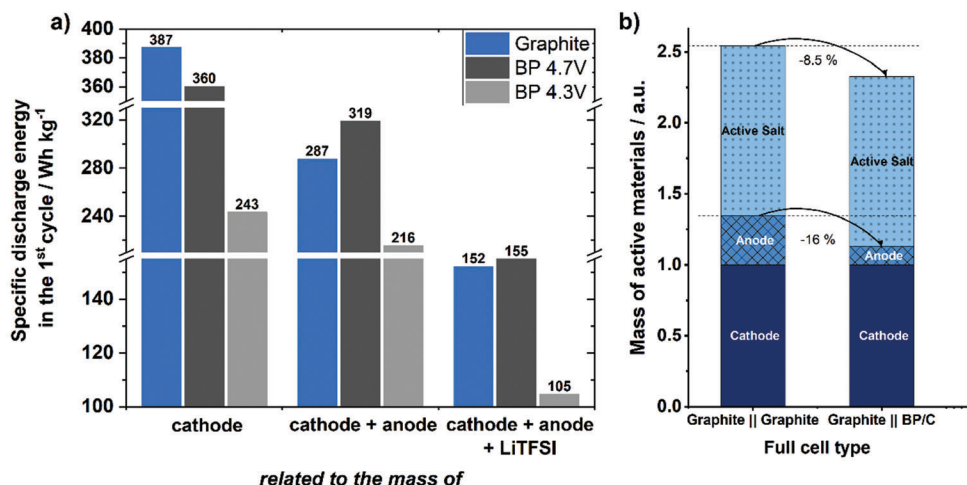 a)
Specific discharge energy
in the 1st cycle / Wh kg-1
400
380
360
340
320
280
240
140
120
100
387
360
243
287
319
216
152
155
105
Graphite
BP 4.7V
BP 4.3V
cathode
cathode + anode
cathode + anode
+ LiTFSI
related to the mass of
b)
Mass of active materials / a.u.
2.5
2.0
1.5
1.0
0.5
0.0
-8.5 %
Active Salt
Active Salt
-16 %
Anode
Anode
Cathode
Cathode
Graphite || Graphite
Graphite || BP/C
Full cell type